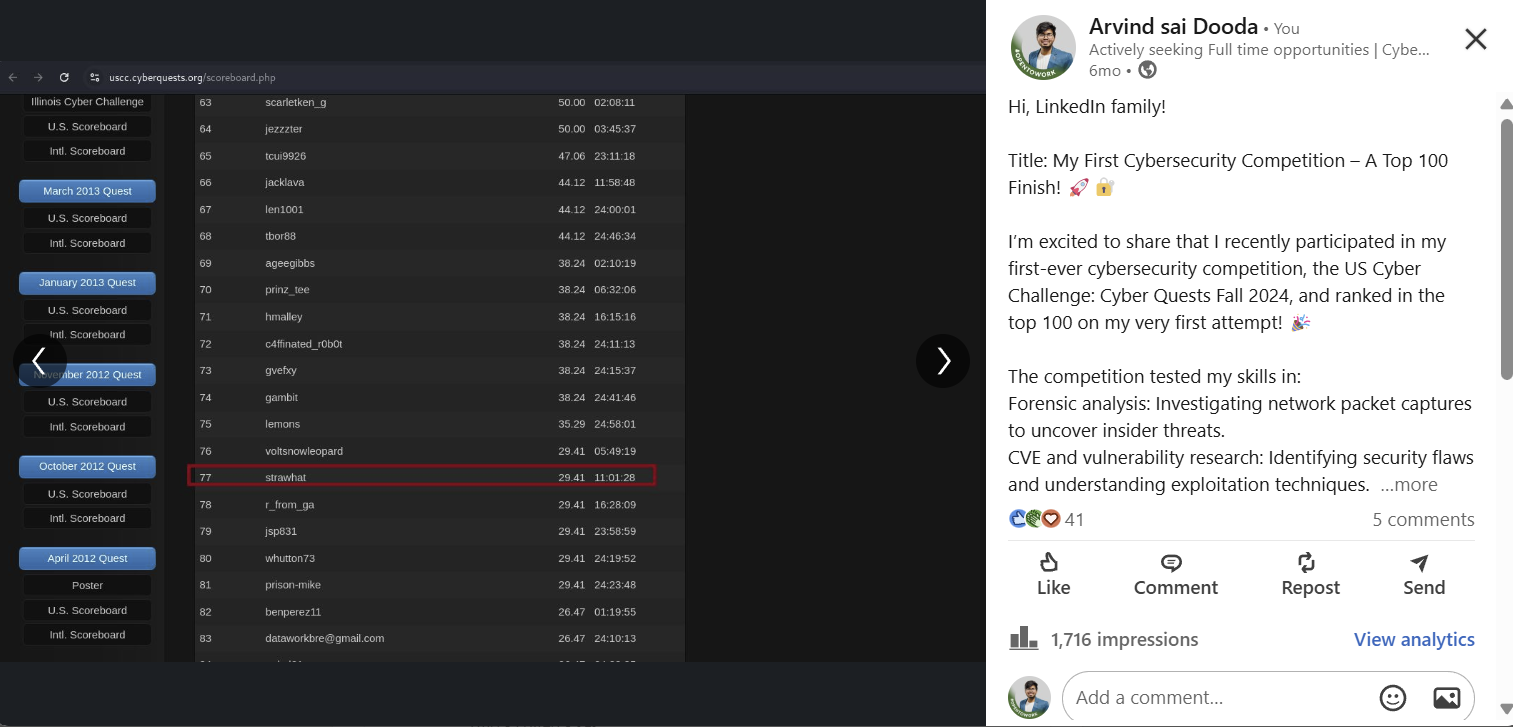 uscc.cyberquests.org/scoreboard.php
Illinois Cyber Challenge
U.S. Scoreboard
Intl. Scoreboard
March 2013 Quest
U.S. Scoreboard
Intl. Scoreboard
January 2013 Quest
U.S. Scoreboard
Intl. Scoreboard
November 2012 Quest
U.S. Scoreboard
Intl. Scoreboard
October 2012 Quest
U.S. Scoreboard
Intl. Scoreboard
April 2012 Quest
Poster
U.S. Scoreboard
Intl. Scoreboard
63 scarletken_g 50.00 02:08:11
64 jezzzter 50.00 03:45:37
65 tcui9926 47.06 23:11:18
66 jacklava 44.12 11:58:48
67 len1001 44.12 24:00:01
68 tbor88 44.12 24:46:34
69 ageegibbs 38.24 02:10:19
70 prinz_tee 38.24 06:32:06
71 hmalley 38.24 16:15:16
72 c4ffinated_r0b0t 38.24 24:11:13
73 gvefxy 38.24 24:15:37
74 gambit 38.24 24:41:46
75 lemons 35.29 24:58:01
76 voltsnowleopard 29.41 05:49:19
77 strawhat 29.41 11:01:28
78 r_from_ga 29.41 16:28:09
79 jsp831 29.41 23:58:59
80 whutton73 29.41 24:19:52
81 prison-mike 29.41 24:23:48
82 benperez11 26.47 01:19:55
83 dataworkbre@gmail.com 26.47 24:10:13
Arvind sai Dooda • You
Actively seeking Full time opportunities | Cybe...
6mo •
#OPENTOWORK
Hi, LinkedIn family!
Title: My First Cybersecurity Competition – A Top 100
Finish! 🚀 🔐
I'm excited to share that I recently participated in my
first-ever cybersecurity competition, the US Cyber
Challenge: Cyber Quests Fall 2024, and ranked in the
top 100 on my very first attempt! 🎉
The competition tested my skills in:
Forensic analysis: Investigating network packet captures
to uncover insider threats.
CVE and vulnerability research: Identifying security flaws
and understanding exploitation techniques. ...more
41 5 comments
Like Comment Repost Send
1,716 impressions View analytics
Add a comment...